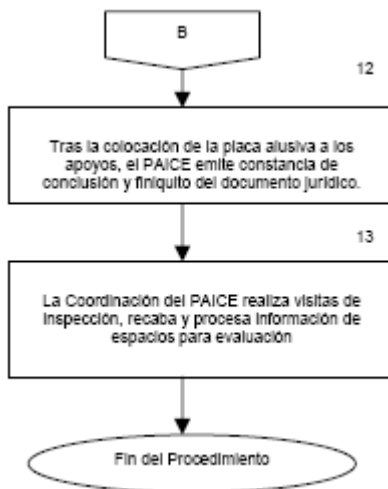 B
12
Tras la colocación de la placa alusiva a los
apoyos, el PAICE emite constancia de
conclusión y finiquito del documento jurídico.
13
La Coordinación del PAICE realiza visitas de
inspección, recaba y procesa información de
espacios para evaluación
Fin del Procedimiento